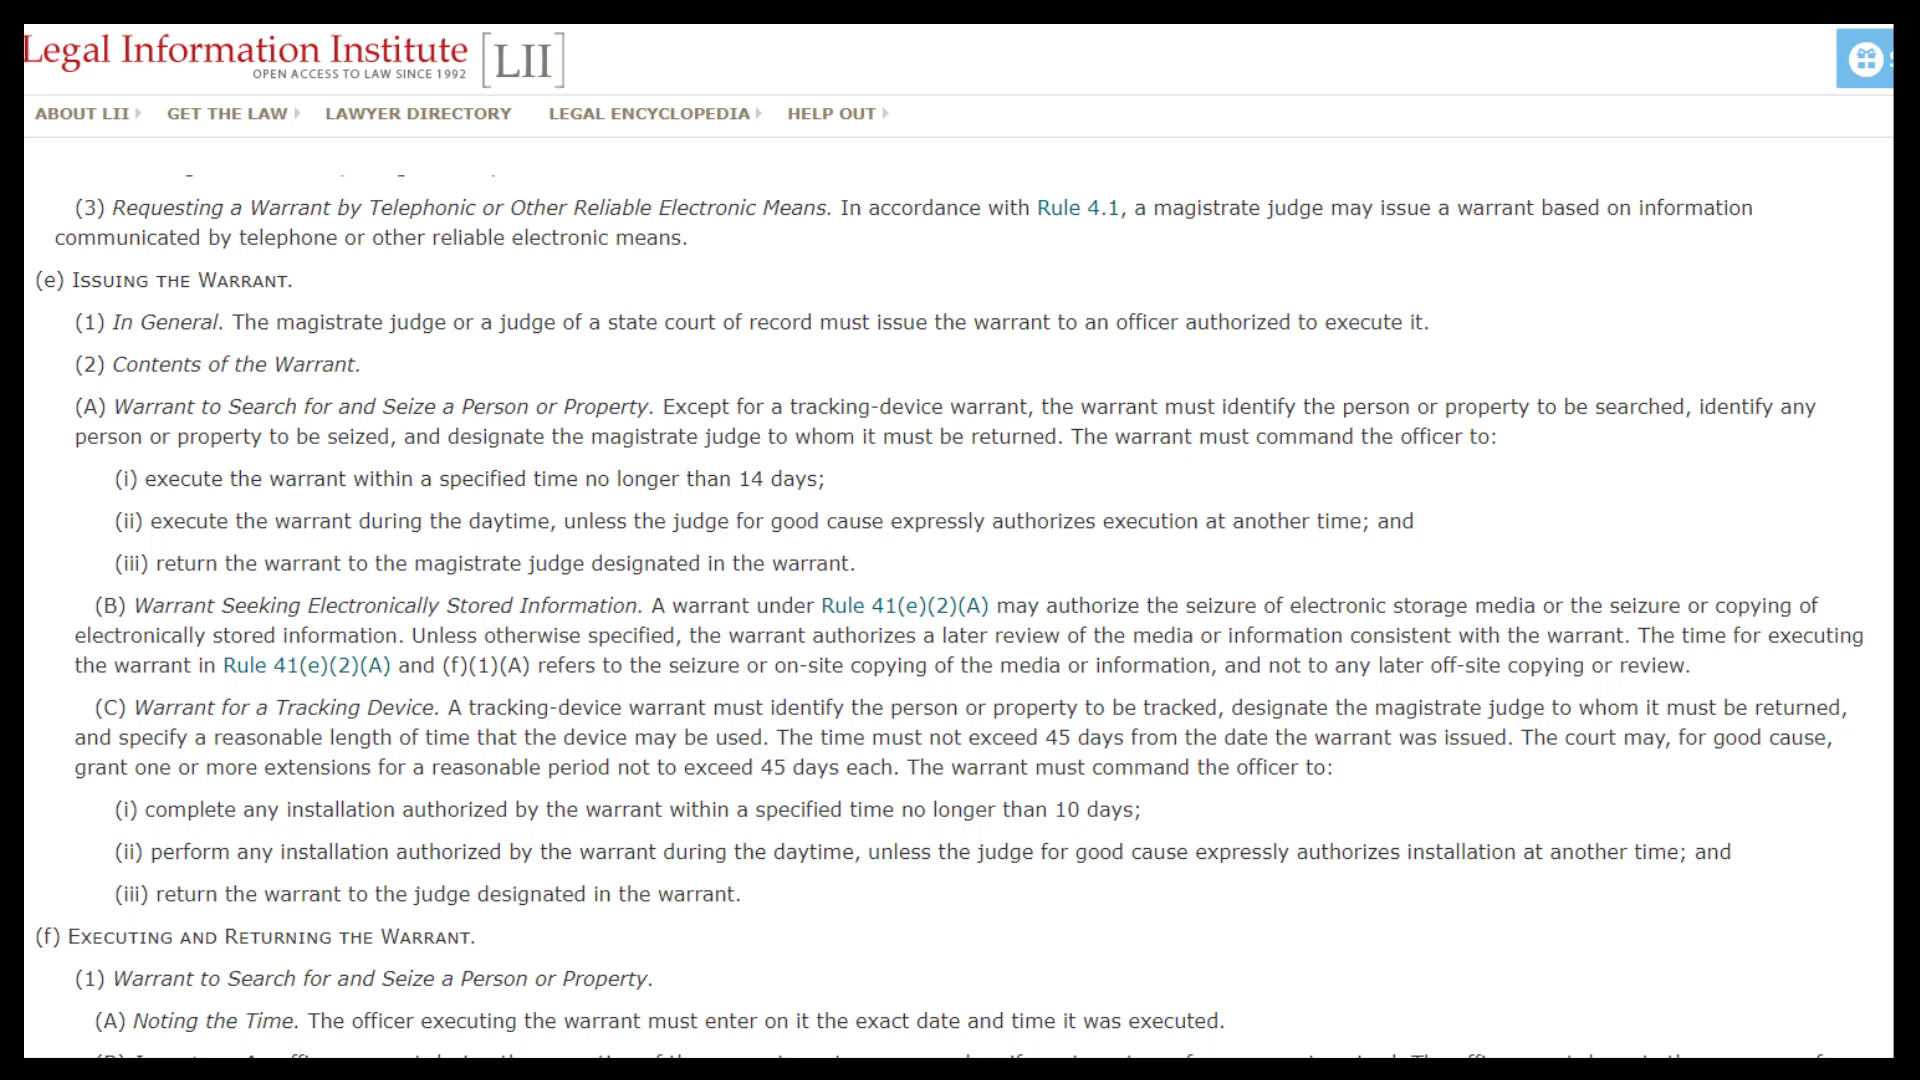 Legal Information Institute [LII]
OPEN ACCESS TO LAW SINCE 1992
ABOUT LII GET THE LAW LAWYER DIRECTORY LEGAL ENCYCLOPEDIA HELP OUT
(3) Requesting a Warrant by Telephonic or Other Reliable Electronic Means. In accordance with Rule 4.1, a magistrate judge may issue a warrant based on information
communicated by telephone or other reliable electronic means.
(e) Issuing the Warrant.
(1) In General. The magistrate judge or a judge of a state court of record must issue the warrant to an officer authorized to execute it.
(2) Contents of the Warrant.
(A) Warrant to Search for and Seize a Person or Property. Except for a tracking-device warrant, the warrant must identify the person or property to be searched, identify any
person or property to be seized, and designate the magistrate judge to whom it must be returned. The warrant must command the officer to:
(i) execute the warrant within a specified time no longer than 14 days;
(ii) execute the warrant during the daytime, unless the judge for good cause expressly authorizes execution at another time; and
(iii) return the warrant to the magistrate judge designated in the warrant.
(B) Warrant Seeking Electronically Stored Information. A warrant under Rule 41(e)(2)(A) may authorize the seizure of electronic storage media or the seizure or copying of
electronically stored information. Unless otherwise specified, the warrant authorizes a later review of the media or information consistent with the warrant. The time for executing
the warrant in Rule 41(e)(2)(A) and (f)(1)(A) refers to the seizure or on-site copying of the media or information, and not to any later off-site copying or review.
(C) Warrant for a Tracking Device. A tracking-device warrant must identify the person or property to be tracked, designate the magistrate judge to whom it must be returned,
and specify a reasonable length of time that the device may be used. The time must not exceed 45 days from the date the warrant was issued. The court may, for good cause,
grant one or more extensions for a reasonable period not to exceed 45 days each. The warrant must command the officer to:
(i) complete any installation authorized by the warrant within a specified time no longer than 10 days;
(ii) perform any installation authorized by the warrant during the daytime, unless the judge for good cause expressly authorizes installation at another time; and
(iii) return the warrant to the judge designated in the warrant.
(f) Executing and Returning the Warrant.
(1) Warrant to Search for and Seize a Person or Property.
(A) Noting the Time. The officer executing the warrant must enter on it the exact date and time it was executed.